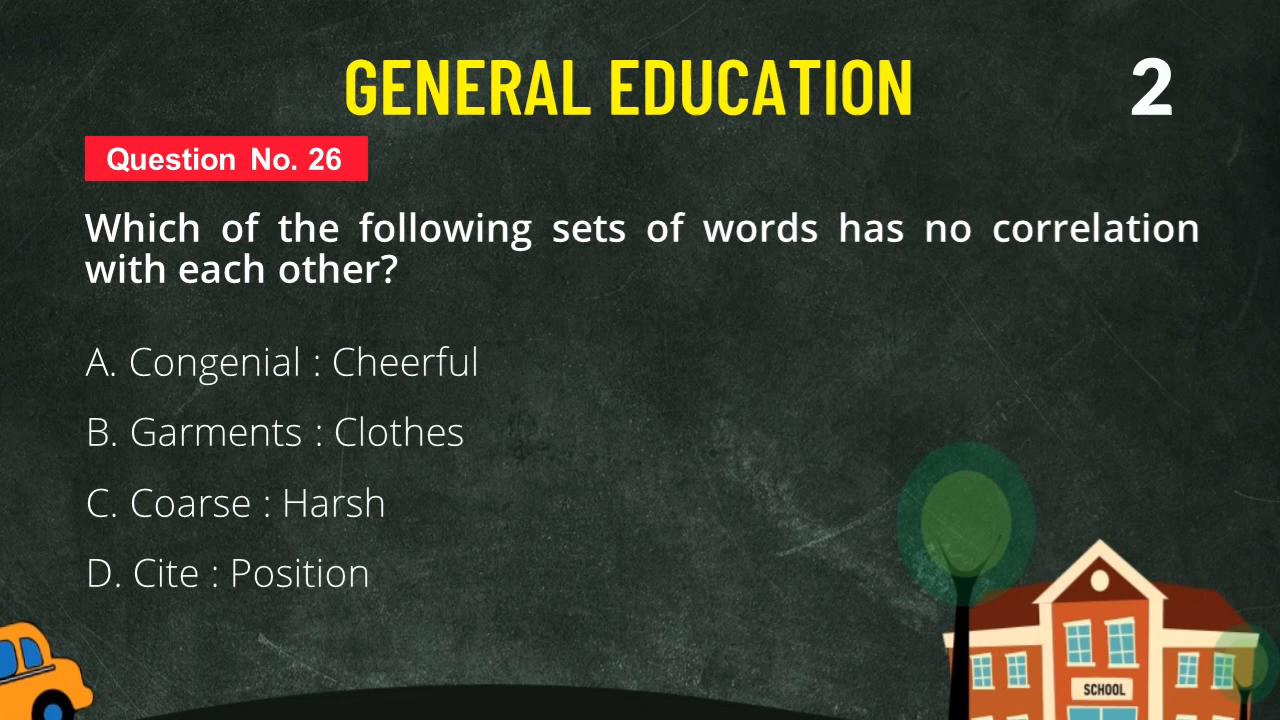 GENERAL EDUCATION
2
Question No. 26
Which of the following sets of words has no correlation
with each other?
A. Congenial : Cheerful
B. Garments : Clothes
C. Coarse : Harsh
D. Cite : Position
SCHOOL